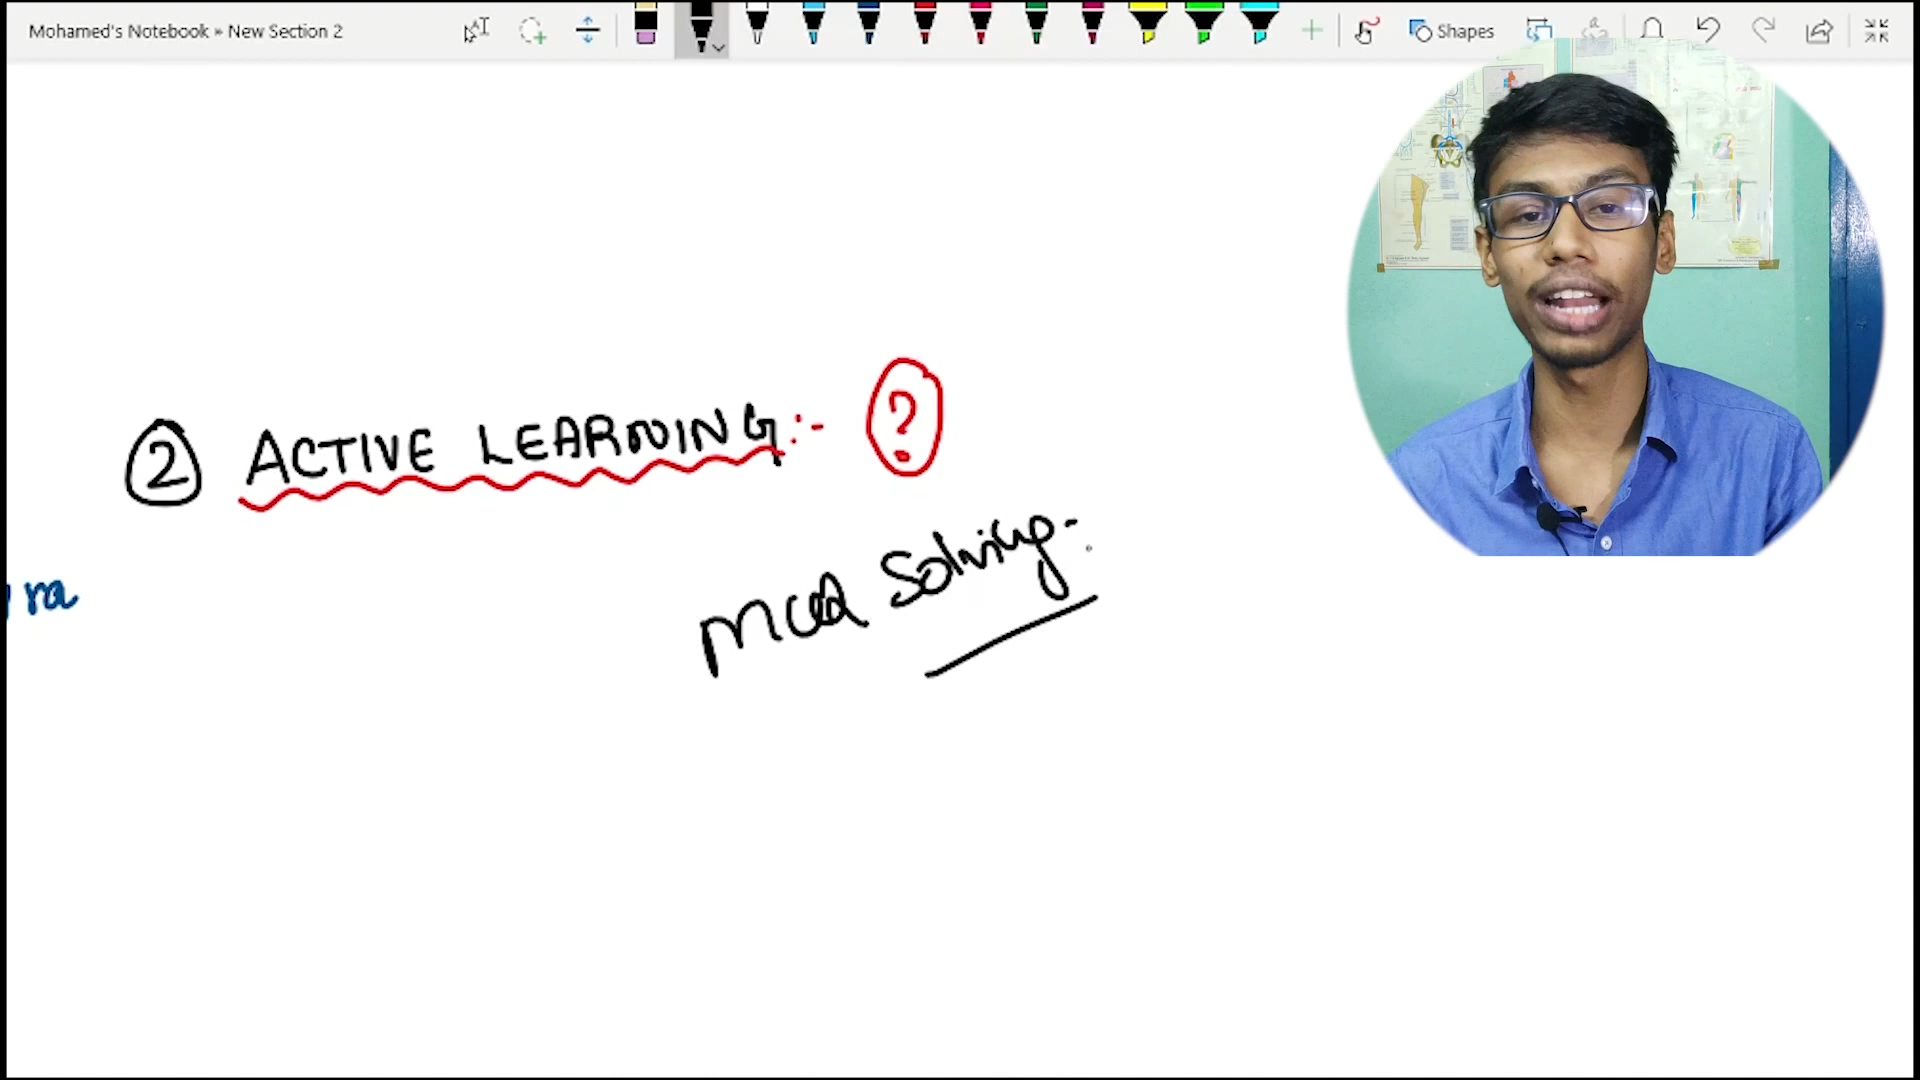 Mohamed's Notebook » New Section 2
Shapes
② ACTIVE LEARNING:- ?
MCQ Solving:
ra